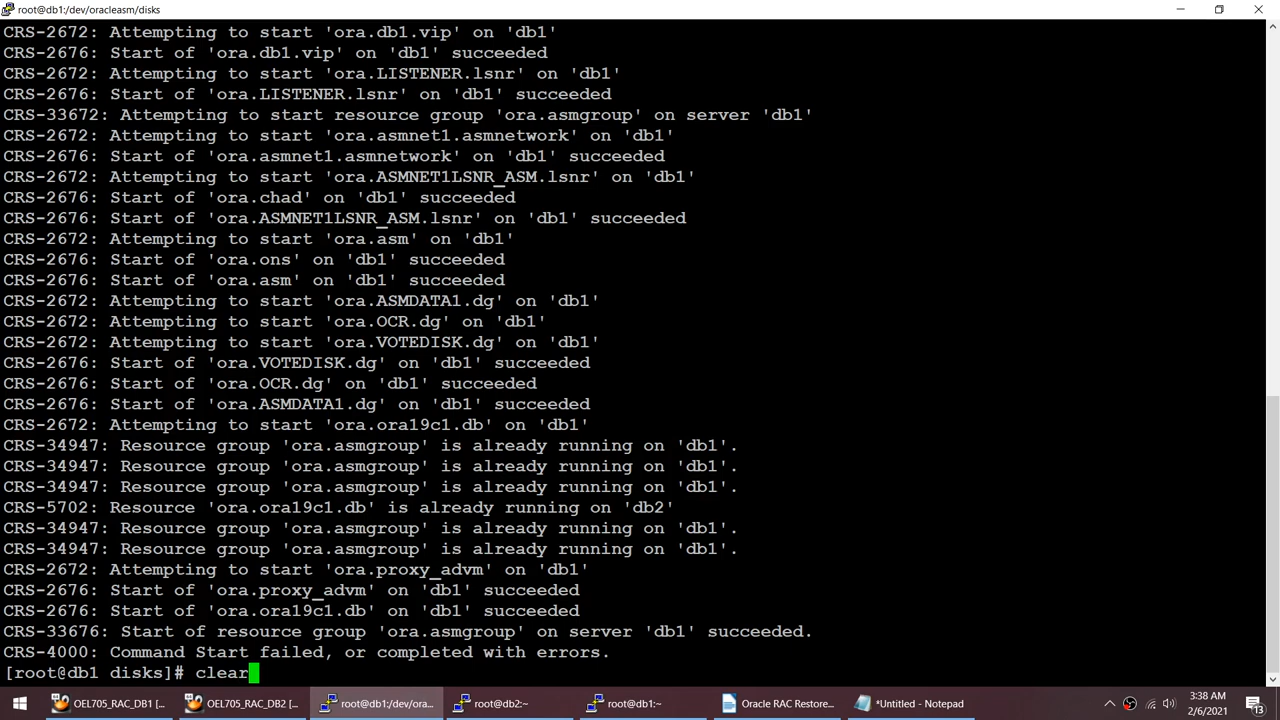 root@db1:/dev/oracleasm/disks
CRS-2672: Attempting to start 'ora.db1.vip' on 'db1'
CRS-2676: Start of 'ora.db1.vip' on 'db1' succeeded
CRS-2672: Attempting to start 'ora.LISTENER.lsnr' on 'db1'
CRS-2676: Start of 'ora.LISTENER.lsnr' on 'db1' succeeded
CRS-33672: Attempting to start resource group 'ora.asmgroup' on server 'db1'
CRS-2672: Attempting to start 'ora.asmnet1.asmnetwork' on 'db1'
CRS-2676: Start of 'ora.asmnet1.asmnetwork' on 'db1' succeeded
CRS-2672: Attempting to start 'ora.ASMNET1LSNR_ASM.lsnr' on 'db1'
CRS-2676: Start of 'ora.chad' on 'db1' succeeded
CRS-2676: Start of 'ora.ASMNET1LSNR_ASM.lsnr' on 'db1' succeeded
CRS-2672: Attempting to start 'ora.asm' on 'db1'
CRS-2676: Start of 'ora.ons' on 'db1' succeeded
CRS-2676: Start of 'ora.asm' on 'db1' succeeded
CRS-2672: Attempting to start 'ora.ASMDATA1.dg' on 'db1'
CRS-2672: Attempting to start 'ora.OCR.dg' on 'db1'
CRS-2672: Attempting to start 'ora.VOTEDISK.dg' on 'db1'
CRS-2676: Start of 'ora.VOTEDISK.dg' on 'db1' succeeded
CRS-2676: Start of 'ora.OCR.dg' on 'db1' succeeded
CRS-2676: Start of 'ora.ASMDATA1.dg' on 'db1' succeeded
CRS-2672: Attempting to start 'ora.ora19c1.db' on 'db1'
CRS-34947: Resource group 'ora.asmgroup' is already running on 'db1'.
CRS-34947: Resource group 'ora.asmgroup' is already running on 'db1'.
CRS-34947: Resource group 'ora.asmgroup' is already running on 'db1'.
CRS-5702: Resource 'ora.ora19c1.db' is already running on 'db2'
CRS-34947: Resource group 'ora.asmgroup' is already running on 'db1'.
CRS-34947: Resource group 'ora.asmgroup' is already running on 'db1'.
CRS-2672: Attempting to start 'ora.proxy_advm' on 'db1'
CRS-2676: Start of 'ora.proxy_advm' on 'db1' succeeded
CRS-2676: Start of 'ora.ora19c1.db' on 'db1' succeeded
CRS-33676: Start of resource group 'ora.asmgroup' on server 'db1' succeeded.
CRS-4000: Command Start failed, or completed with errors.
[root@db1 disks]# clear
OEL705_RAC_DB1 [... OEL705_RAC_DB2 [... root@db1:/dev/ora... root@db2:~ root@db1:~ Oracle RAC Restore... *Untitled - Notepad 3:38 AM
2/6/2021 13